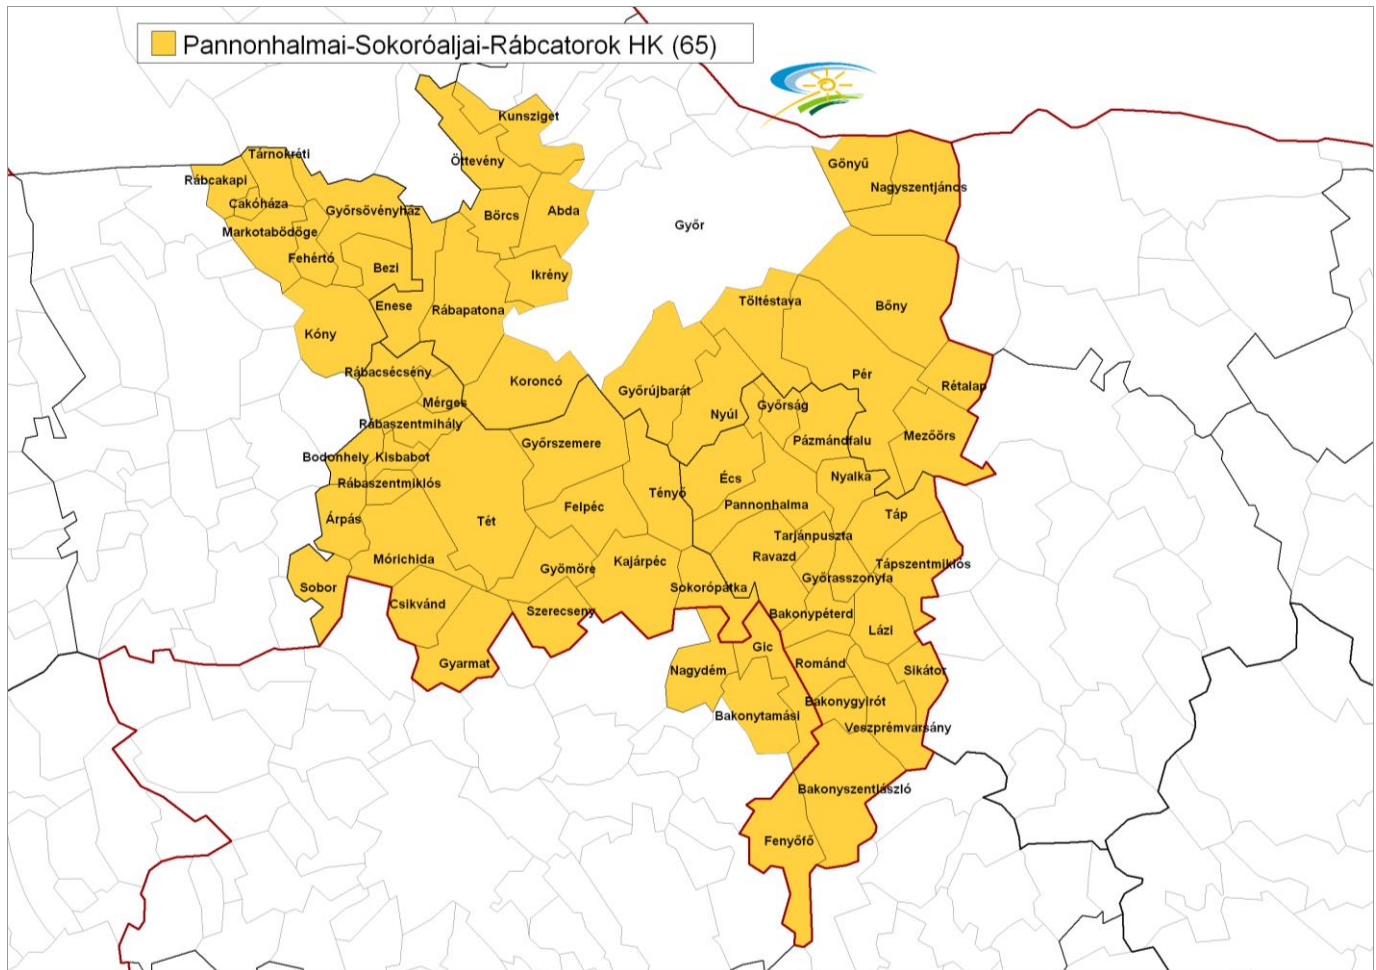 Pannonhalmai-Sokoróaljai-Rábcatorok HK (65)
Kunsziget
Tárnokréti
Öttevény
Gönyű
Rábcakapi
Nagyszentjános
Cakóháza
Győrsövényház
Bőrcs
Abda
Győr
Markotabödöge
Fehértó
Bezi
Ikrény
Töltéstava
Enese
Rábapatona
Bőny
Kóny
Rábacsécsény
Koroncó
Pér
Rétalap
Győrújbarát
Mérges
Nyúl
Győrság
Rábaszentmihály
Győrszemere
Pázmándfalu
Mezőörs
Bodonhely
Kisbabot
Rábaszentmiklós
Écs
Nyalka
Tényő
Felpéc
Pannonhalma
Táp
Árpás
Tét
Tarjánpuszta
Mórichida
Ravazd
Kajárpéc
Tápszentmiklós
Gyömöre
Győrasszonyfa
Sobor
Sokorópátka
Csikvánd
Szerecseny
Bakonypéterd
Lázi
Gic
Gyarmat
Nagydém
Románd
Sikátor
Bakonygyirót
Bakonytamási
Veszprémvarsány
Bakonyszentlászló
Fenyőfő